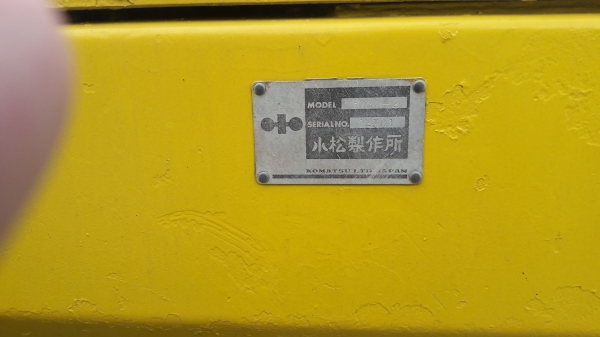 MODEL
SERIAL NO.
小松製作所
KOMATSU LTD. JAPAN